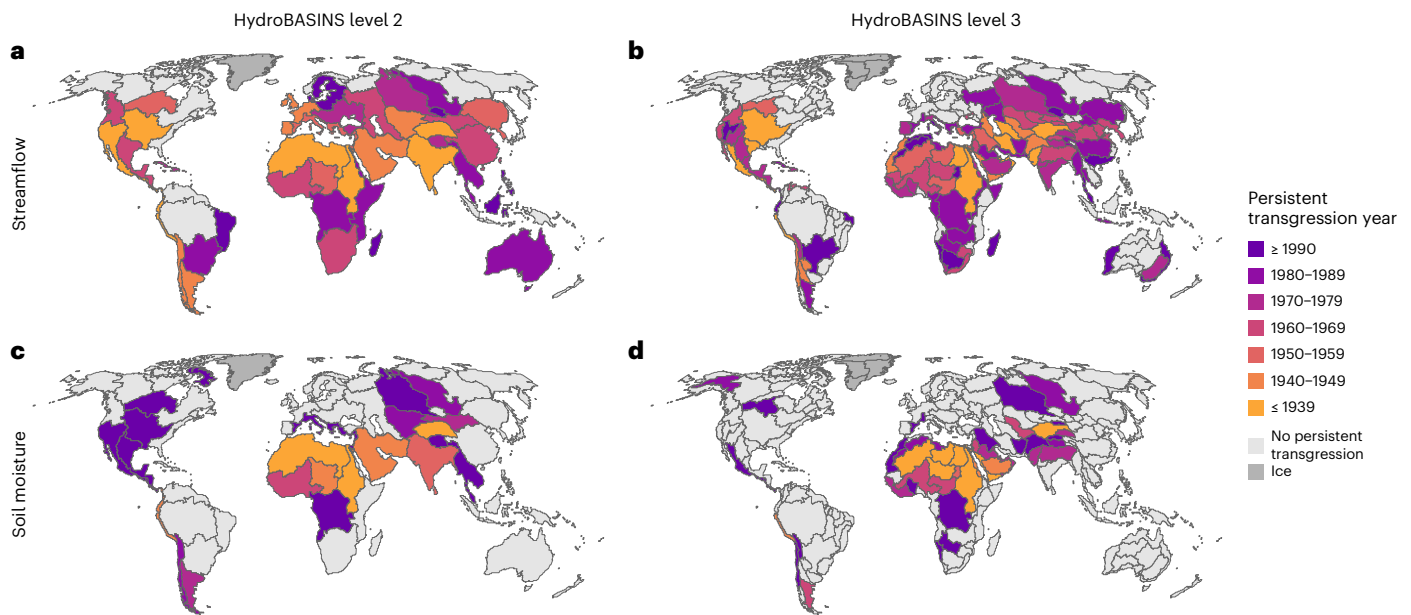 HydroBASINS level 2
HydroBASINS level 3
a
b
Streamflow
c
d
Soil moisture
Persistent
transgression year
≥ 1990
1980–1989
1970–1979
1960–1969
1950–1959
1940–1949
≤ 1939
No persistent
transgression
Ice